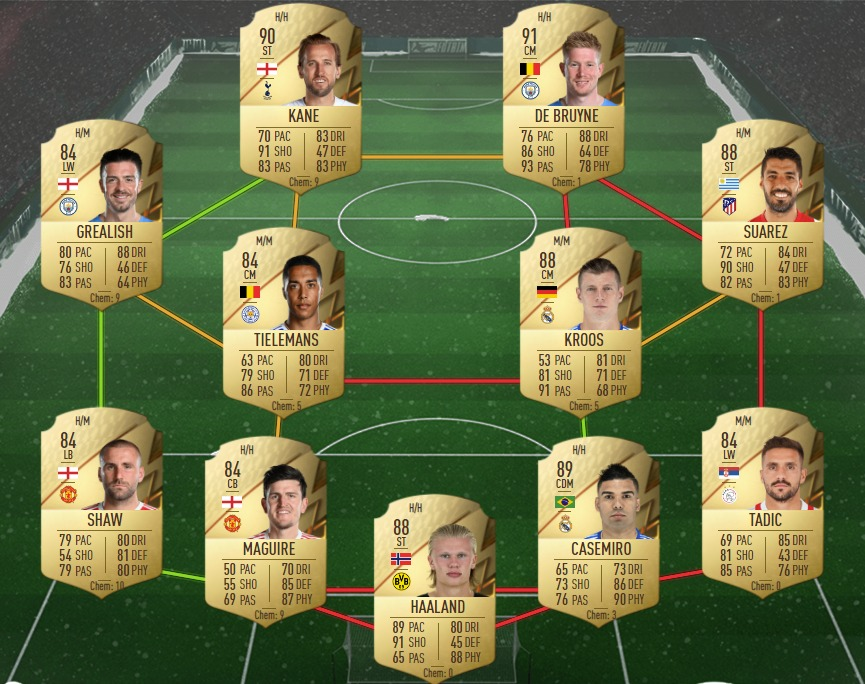 H/H
90
ST
KANE
70 PAC 83 DRI
91 SHO 47 DEF
83 PAS 83 PHY
Chem: 9
H/H
91
CM
DE BRUYNE
76 PAC 88 DRI
86 SHO 64 DEF
93 PAS 78 PHY
Chem: 1
H/M
84
LW
GREALISH
80 PAC 88 DRI
76 SHO 46 DEF
83 PAS 64 PHY
Chem: 9
H/M
88
ST
SUAREZ
72 PAC 84 DRI
90 SHO 47 DEF
82 PAS 83 PHY
Chem: 1
M/M
84
CM
TIELEMANS
63 PAC 80 DRI
79 SHO 71 DEF
86 PAS 72 PHY
Chem: 5
M/M
88
CM
KROOS
53 PAC 81 DRI
81 SHO 71 DEF
91 PAS 68 PHY
Chem: 5
H/M
84
LB
SHAW
79 PAC 80 DRI
54 SHO 81 DEF
79 PAS 80 PHY
Chem: 10
H/H
84
CB
MAGUIRE
50 PAC 70 DRI
55 SHO 85 DEF
69 PAS 87 PHY
Chem: 9
H/H
88
ST
BVB
09
HAALAND
89 PAC 80 DRI
91 SHO 45 DEF
65 PAS 88 PHY
Chem: 0
H/H
89
CDM
CASEMIRO
65 PAC 73 DRI
73 SHO 86 DEF
76 PAS 90 PHY
Chem: 3
M/M
84
LW
TADIC
69 PAC 85 DRI
81 SHO 43 DEF
85 PAS 76 PHY
Chem: 0